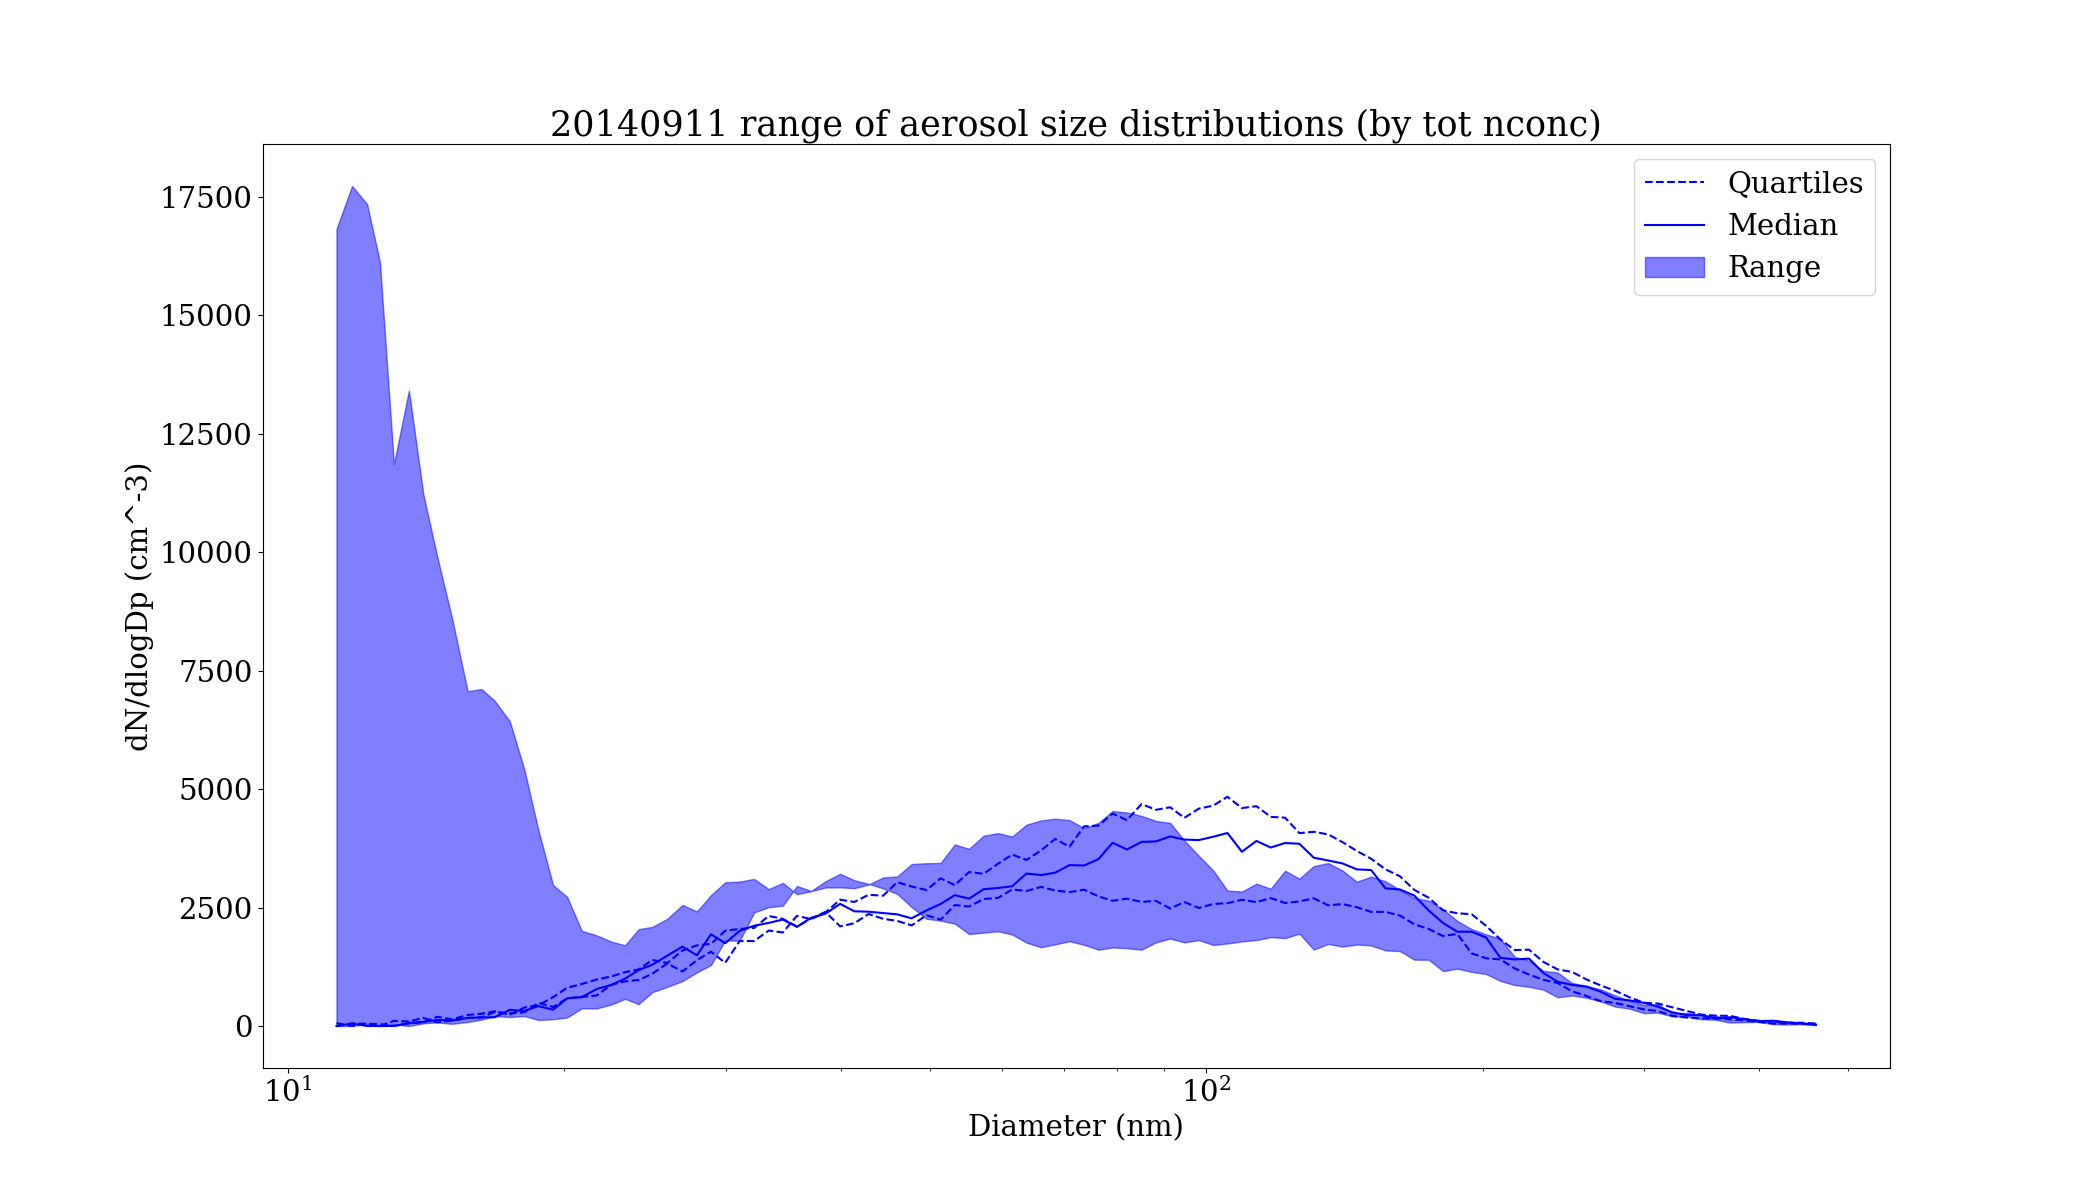 20140911 range of aerosol size distributions (by tot nconc)
Quartiles
Median
Range
17500
15000
12500
10000
7500
5000
2500
0
dN/dlogDp (cm^-3)
10¹
10²
Diameter (nm)